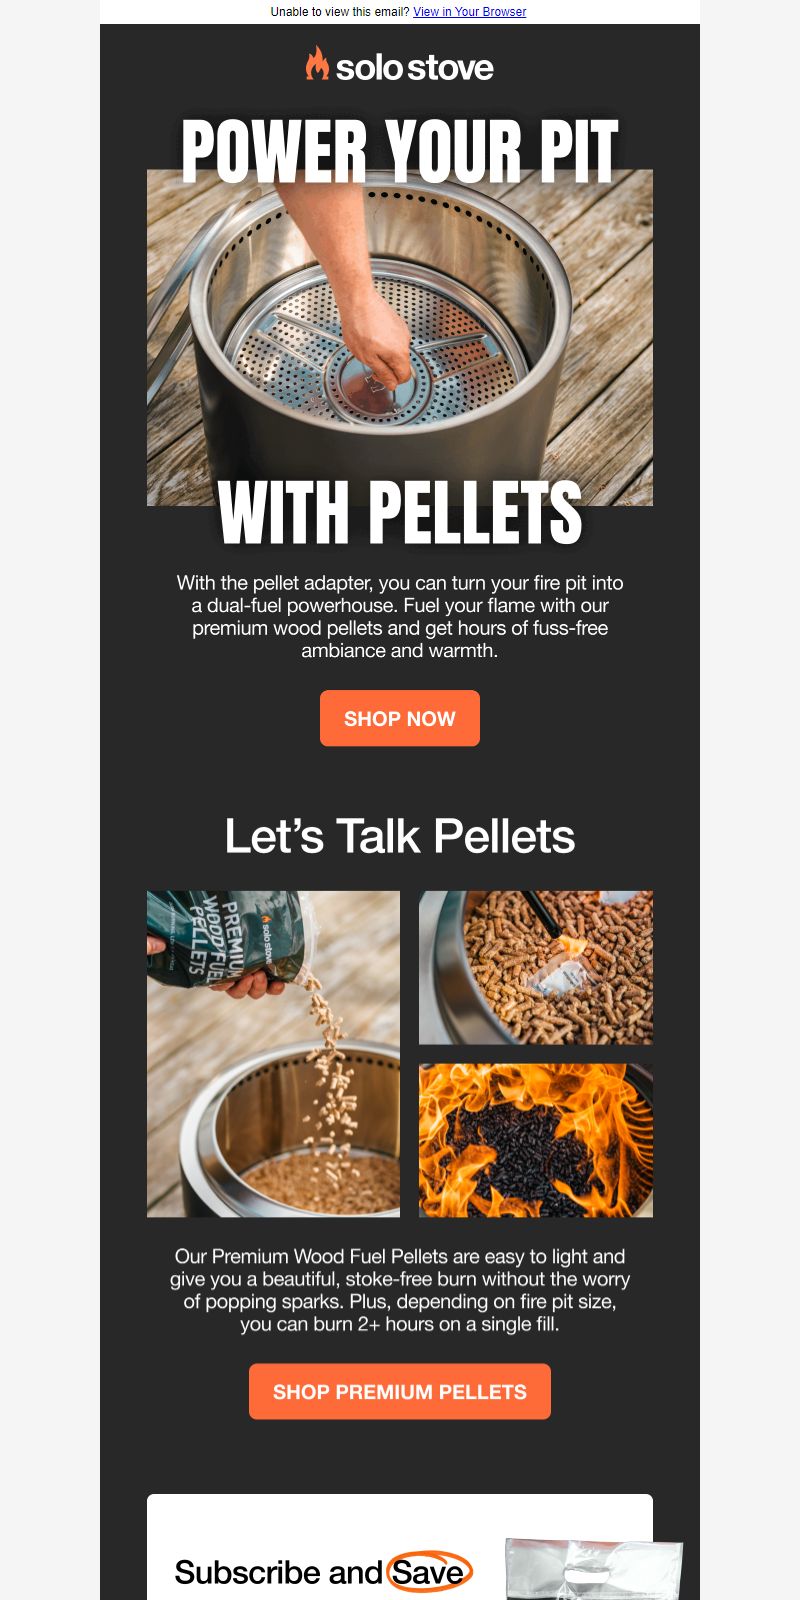 Unable to view this email? View in Your Browser
solo stove
POWER YOUR PIT
WITH PELLETS
With the pellet adapter, you can turn your fire pit into
a dual-fuel powerhouse. Fuel your flame with our
premium wood pellets and get hours of fuss-free
ambiance and warmth.
SHOP NOW
Let's Talk Pellets
PREMIUM
WOOD FUEL
PELLETS
solo stove
Our Premium Wood Fuel Pellets are easy to light and
give you a beautiful, stoke-free burn without the worry
of popping sparks. Plus, depending on fire pit size,
you can burn 2+ hours on a single fill.
SHOP PREMIUM PELLETS
Subscribe and Save